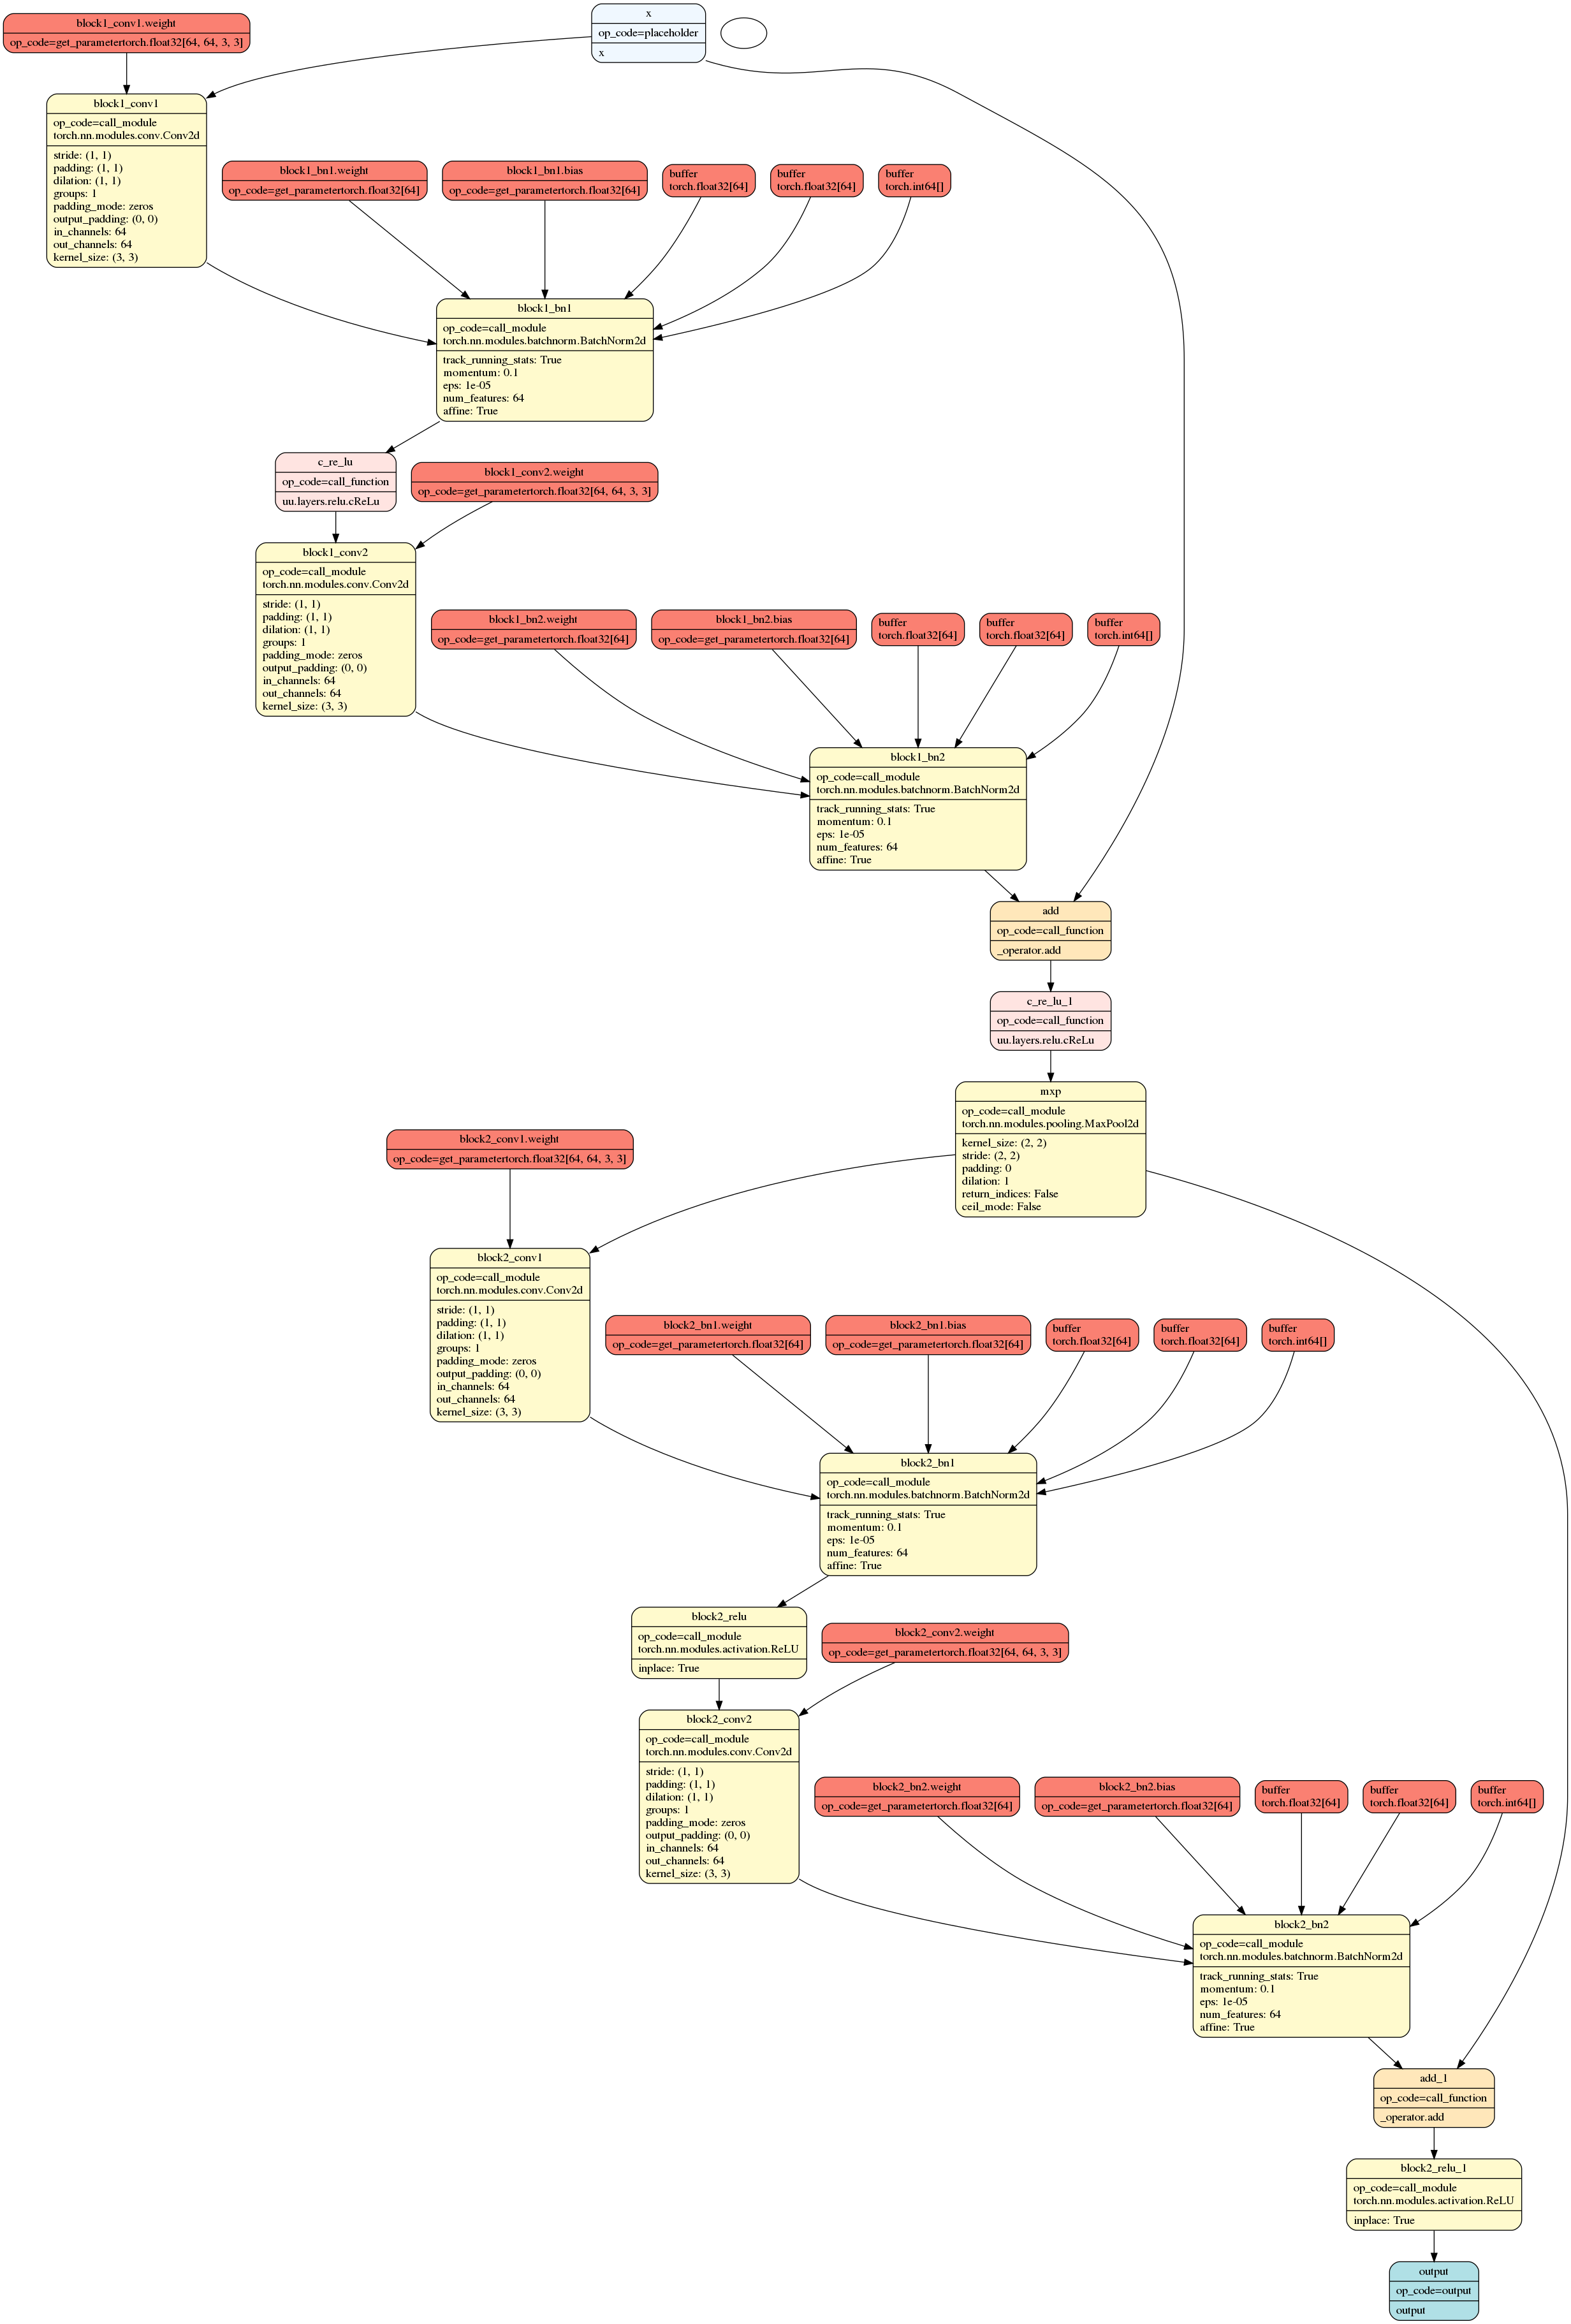 block1_conv1.weight
op_code=get_parametertorch.float32[64, 64, 3, 3]
x
op_code=placeholder
x
block1_conv1
op_code=call_module
torch.nn.modules.conv.Conv2d
stride: (1, 1)
padding: (1, 1)
dilation: (1, 1)
groups: 1
padding_mode: zeros
output_padding: (0, 0)
in_channels: 64
out_channels: 64
kernel_size: (3, 3)
block1_bn1.weight
op_code=get_parametertorch.float32[64]
block1_bn1.bias
op_code=get_parametertorch.float32[64]
buffer
torch.float32[64]
buffer
torch.float32[64]
buffer
torch.int64[]
block1_bn1
op_code=call_module
torch.nn.modules.batchnorm.BatchNorm2d
track_running_stats: True
momentum: 0.1
eps: 1e-05
num_features: 64
affine: True
c_re_lu
op_code=call_function
uu.layers.relu.cReLu
block1_conv2.weight
op_code=get_parametertorch.float32[64, 64, 3, 3]
block1_conv2
op_code=call_module
torch.nn.modules.conv.Conv2d
stride: (1, 1)
padding: (1, 1)
dilation: (1, 1)
groups: 1
padding_mode: zeros
output_padding: (0, 0)
in_channels: 64
out_channels: 64
kernel_size: (3, 3)
block1_bn2.weight
op_code=get_parametertorch.float32[64]
block1_bn2.bias
op_code=get_parametertorch.float32[64]
buffer
torch.float32[64]
buffer
torch.float32[64]
buffer
torch.int64[]
block1_bn2
op_code=call_module
torch.nn.modules.batchnorm.BatchNorm2d
track_running_stats: True
momentum: 0.1
eps: 1e-05
num_features: 64
affine: True
add
op_code=call_function
_operator.add
c_re_lu_1
op_code=call_function
uu.layers.relu.cReLu
mxp
op_code=call_module
torch.nn.modules.pooling.MaxPool2d
kernel_size: (2, 2)
stride: (2, 2)
padding: 0
dilation: 1
return_indices: False
ceil_mode: False
block2_conv1.weight
op_code=get_parametertorch.float32[64, 64, 3, 3]
block2_conv1
op_code=call_module
torch.nn.modules.conv.Conv2d
stride: (1, 1)
padding: (1, 1)
dilation: (1, 1)
groups: 1
padding_mode: zeros
output_padding: (0, 0)
in_channels: 64
out_channels: 64
kernel_size: (3, 3)
block2_bn1.weight
op_code=get_parametertorch.float32[64]
block2_bn1.bias
op_code=get_parametertorch.float32[64]
buffer
torch.float32[64]
buffer
torch.float32[64]
buffer
torch.int64[]
block2_bn1
op_code=call_module
torch.nn.modules.batchnorm.BatchNorm2d
track_running_stats: True
momentum: 0.1
eps: 1e-05
num_features: 64
affine: True
block2_relu
op_code=call_module
torch.nn.modules.activation.ReLU
inplace: True
block2_conv2.weight
op_code=get_parametertorch.float32[64, 64, 3, 3]
block2_conv2
op_code=call_module
torch.nn.modules.conv.Conv2d
stride: (1, 1)
padding: (1, 1)
dilation: (1, 1)
groups: 1
padding_mode: zeros
output_padding: (0, 0)
in_channels: 64
out_channels: 64
kernel_size: (3, 3)
block2_bn2.weight
op_code=get_parametertorch.float32[64]
block2_bn2.bias
op_code=get_parametertorch.float32[64]
buffer
torch.float32[64]
buffer
torch.float32[64]
buffer
torch.int64[]
block2_bn2
op_code=call_module
torch.nn.modules.batchnorm.BatchNorm2d
track_running_stats: True
momentum: 0.1
eps: 1e-05
num_features: 64
affine: True
add_1
op_code=call_function
_operator.add
block2_relu_1
op_code=call_module
torch.nn.modules.activation.ReLU
inplace: True
output
op_code=output
output